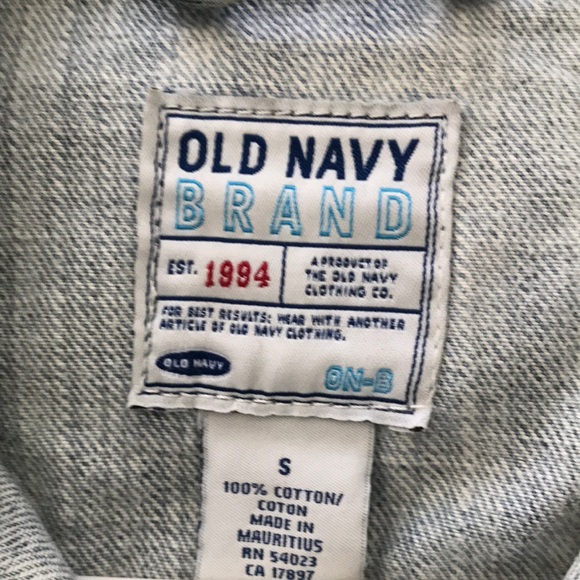 OLD NAVY
BRAND
EST. 1994
A PRODUCT OF
THE OLD NAVY
CLOTHING CO.
FOR BEST RESULTS: WEAR WITH ANOTHER
ARTICLE OF OLD NAVY CLOTHING.
OLD NAVY
ON-B
S
100% COTTON/
COTON
MADE IN
MAURITIUS
RN 54023
CA 17897